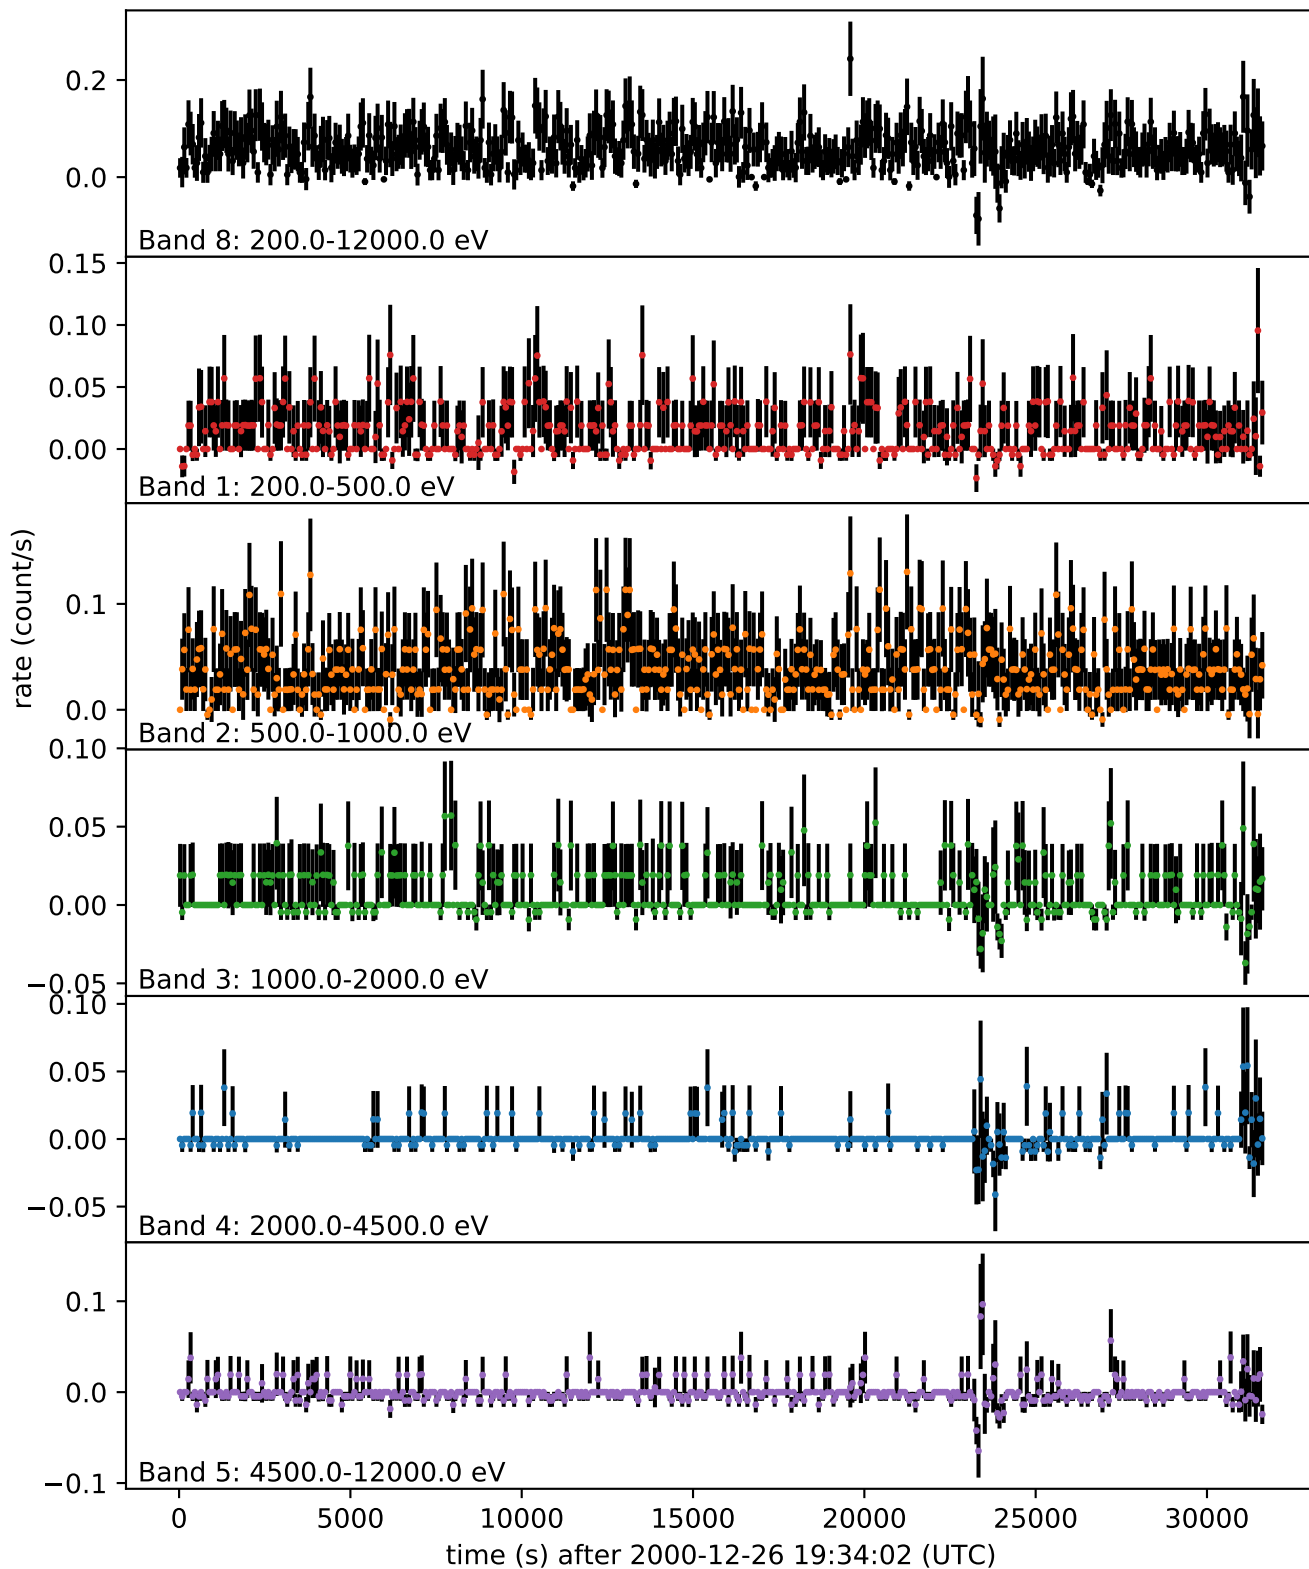 0.2
0.0
Band 8: 200.0-12000.0 eV
0.15
0.10
0.05
0.00
Band 1: 200.0-500.0 eV
rate (count/s)
0.1
0.0
Band 2: 500.0-1000.0 eV
0.10
0.05
0.00
−0.05
Band 3: 1000.0-2000.0 eV
0.10
0.05
0.00
−0.05
Band 4: 2000.0-4500.0 eV
0.1
0.0
−0.1
Band 5: 4500.0-12000.0 eV
0 5000 10000 15000 20000 25000 30000
time (s) after 2000-12-26 19:34:02 (UTC)